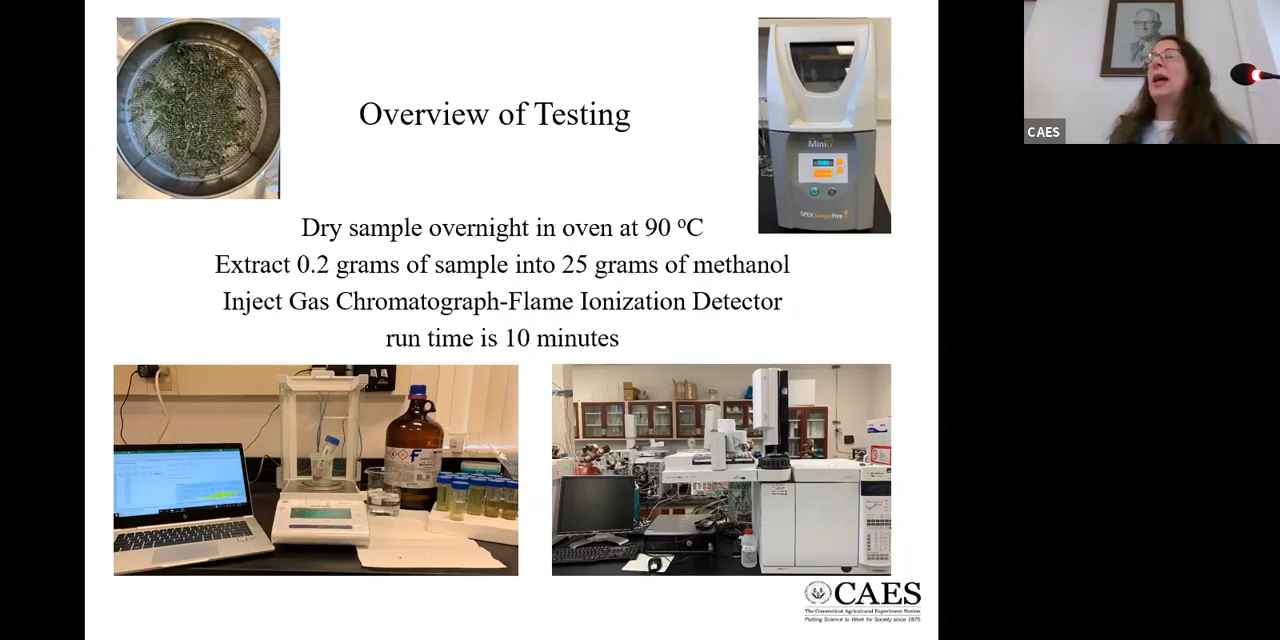 Overview of Testing
Dry sample overnight in oven at 90 ºC
Extract 0.2 grams of sample into 25 grams of methanol
Inject Gas Chromatograph-Flame Ionization Detector
run time is 10 minutes
MiniG
SPEX SamplePrep
CAES
The Connecticut Agricultural Experiment Station
Putting Science to Work for Society since 1875
CAES